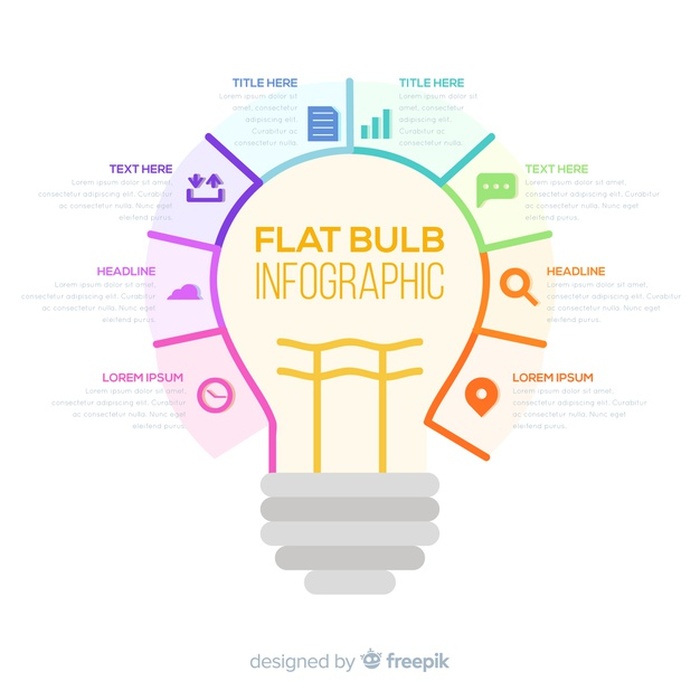 TITLE HERE
Lorem ipsum dolor sit
amet, consectetur
adipiscing elit.
Curabitur ac
consectetur nulla.
TITLE HERE
Lorem ipsum dolor sit
amet, consectetur
adipiscing elit.
Curabitur ac
consectetur nulla.
TEXT HERE
Lorem ipsum dolor sit amet,
consectetur adipiscing elit. Curabitur
ac consectetur nulla, eget
eleifend purus.
TEXT HERE
Lorem ipsum dolor sit amet,
consectetur adipiscing elit. Curabitur
ac consectetur nulla, eget
eleifend purus.
FLAT BULB
INFOGRAPHIC
HEADLINE
Lorem ipsum dolor sit amet,
consectetur adipiscing elit. Curabitur
ac consectetur nulla, eget
eleifend purus.
HEADLINE
Lorem ipsum dolor sit amet,
consectetur adipiscing elit. Curabitur
ac consectetur nulla, eget
eleifend purus.
LOREM IPSUM
Lorem ipsum dolor sit amet,
consectetur adipiscing elit. Curabitur
ac consectetur nulla, eget
eleifend purus.
LOREM IPSUM
Lorem ipsum dolor sit amet,
consectetur adipiscing elit. Curabitur
ac consectetur nulla, eget
eleifend purus.
designed by freepik